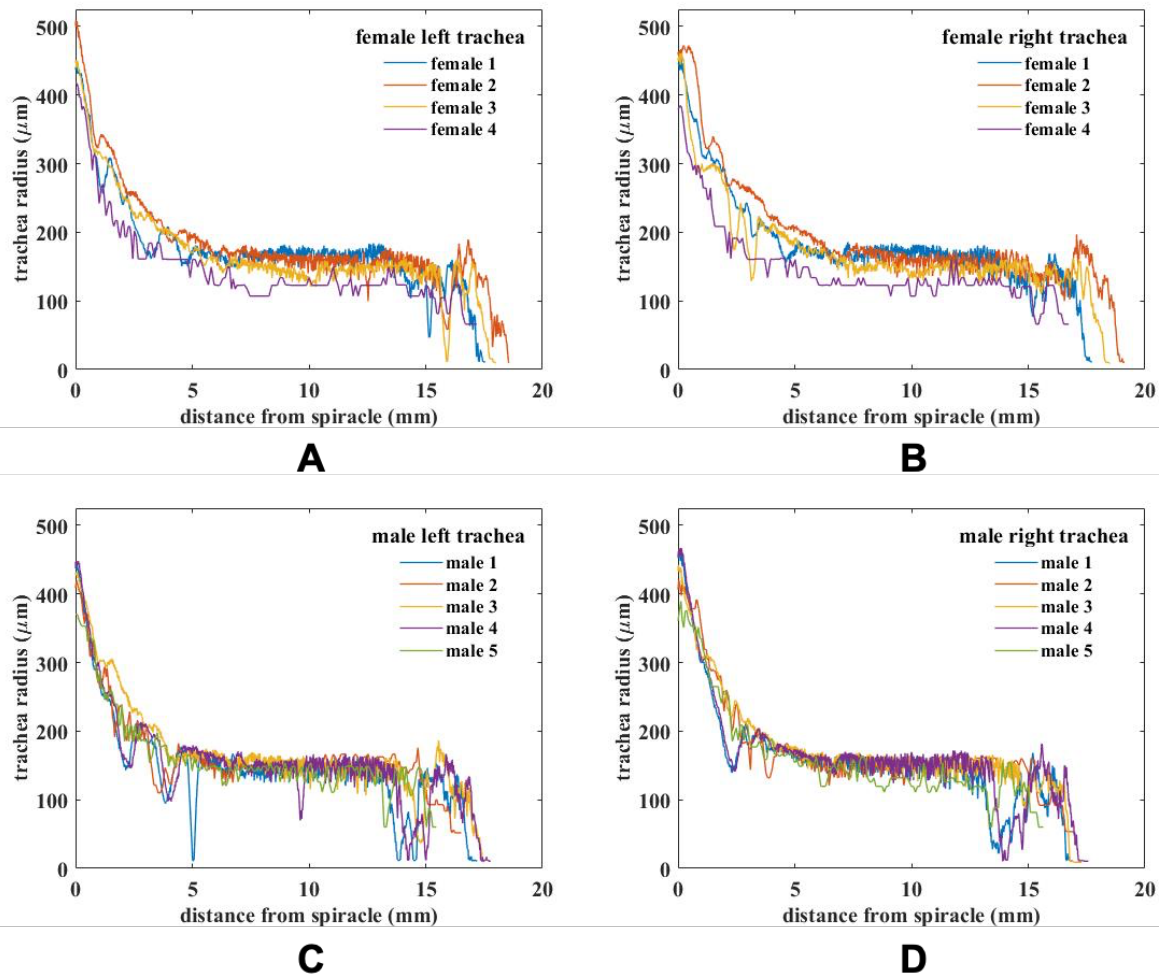 female left trachea
female 1
female 2
female 3
female 4
500
400
300
200
100
0
trachea radius (μm)
0 5 10 15 20
distance from spiracle (mm)
A
female right trachea
female 1
female 2
female 3
female 4
500
400
300
200
100
0
trachea radius (μm)
0 5 10 15 20
distance from spiracle (mm)
B
male left trachea
male 1
male 2
male 3
male 4
male 5
500
400
300
200
100
0
trachea radius (μm)
0 5 10 15 20
distance from spiracle (mm)
C
male right trachea
male 1
male 2
male 3
male 4
male 5
500
400
300
200
100
0
trachea radius (μm)
0 5 10 15 20
distance from spiracle (mm)
D